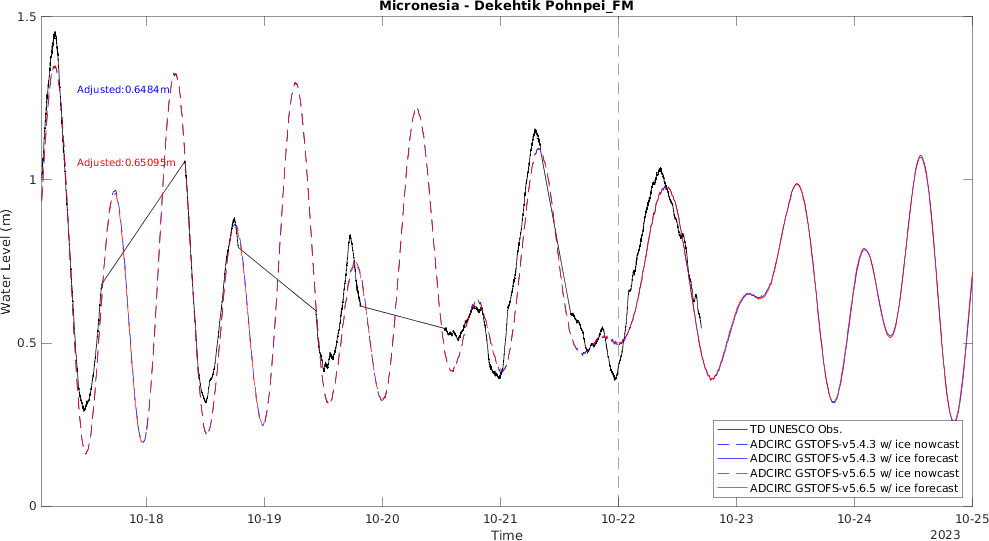 Micronesia - Dekehtik Pohnpei_FM
1.5
1
0.5
0
Water Level (m)
Adjusted:0.6484m
Adjusted:0.65095m
10-18
10-19
10-20
10-21
10-22
10-23
10-24
10-25
Time
2023
TD UNESCO Obs.
ADCIRC GSTOFS-v5.4.3 w/ ice nowcast
ADCIRC GSTOFS-v5.4.3 w/ ice forecast
ADCIRC GSTOFS-v5.6.5 w/ ice nowcast
ADCIRC GSTOFS-v5.6.5 w/ ice forecast